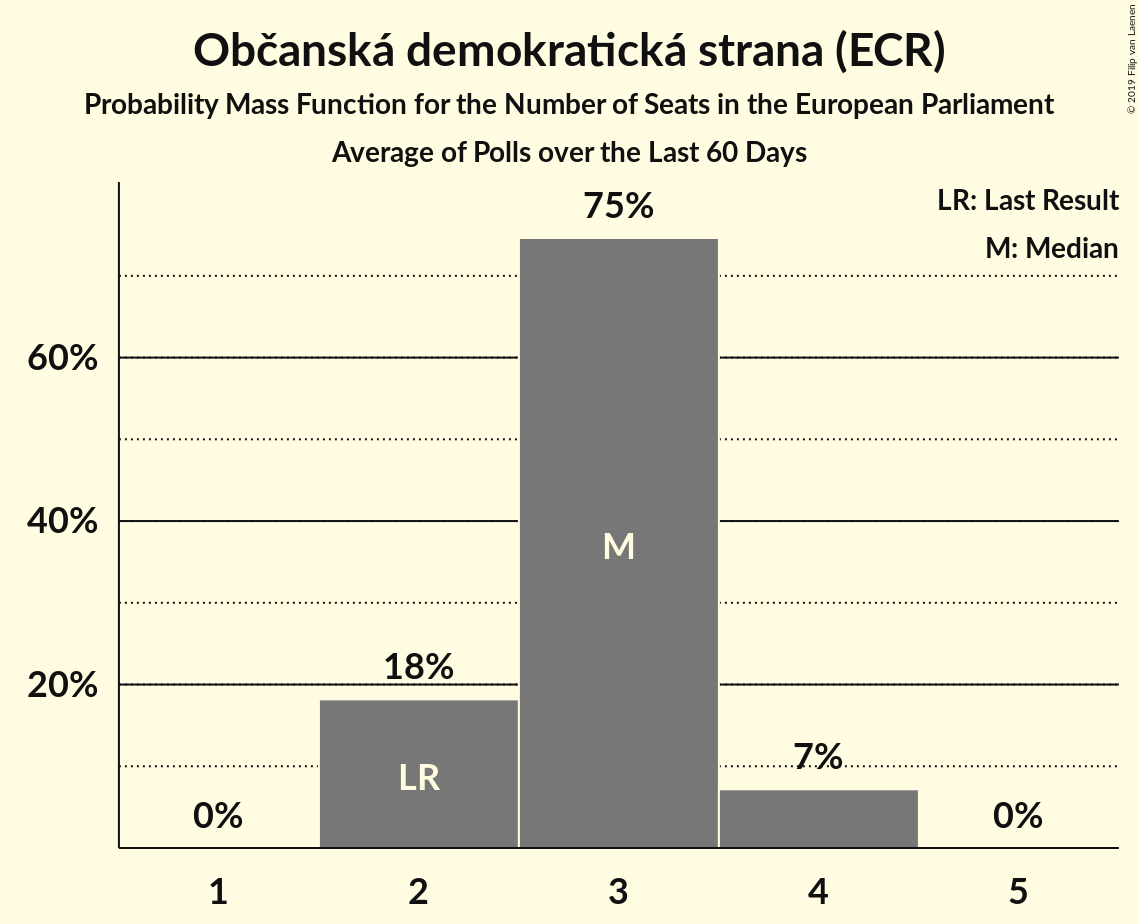 Občanská demokratická strana (ECR)
Probability Mass Function for the Number of Seats in the European Parliament
Average of Polls over the Last 60 Days
© 2019 Filip van Laenen
LR: Last Result
M: Median
75%
60%
40%
20%
0%
18%
7%
0%
M
LR
1 2 3 4 5